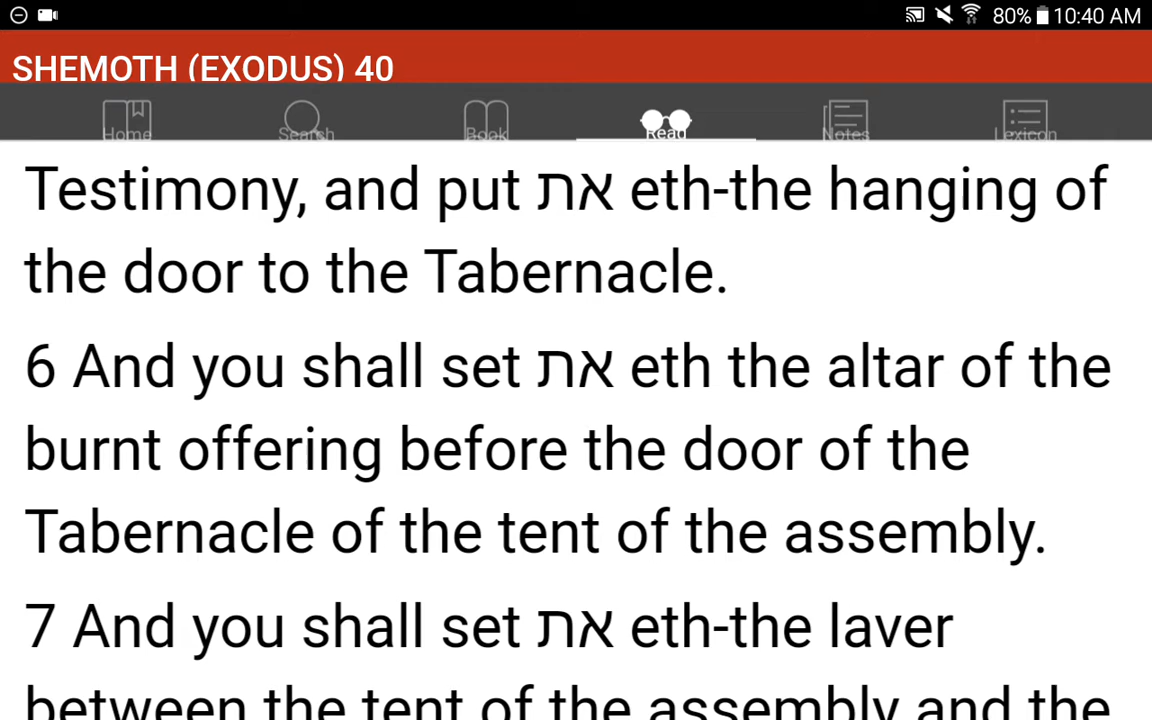 80% 10:40 AM
SHEMOTH (EXODUS) 40
Home Search Book Read Notes Lexicon
Testimony, and put את eth-the hanging of
the door to the Tabernacle.
6 And you shall set את eth the altar of the
burnt offering before the door of the
Tabernacle of the tent of the assembly.
7 And you shall set את eth-the laver
between the tent of the assembly and the